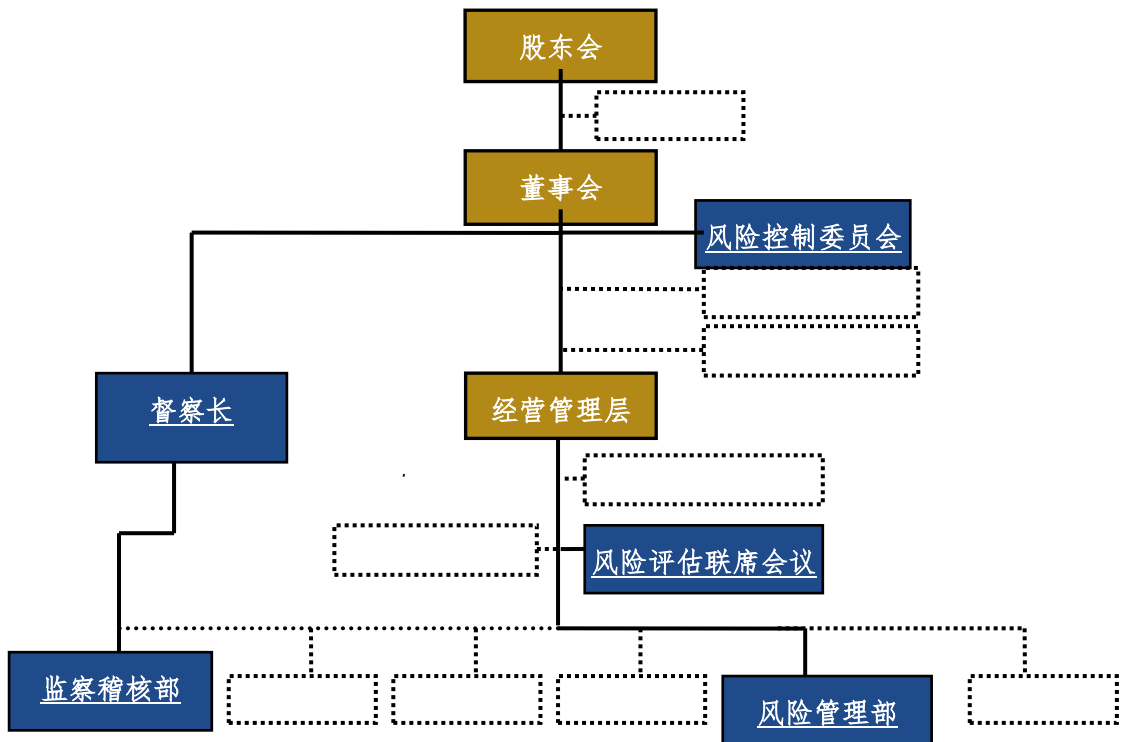 股东会
董事会
风险控制委员会
督察长
经营管理层
风险评估联席会议
监察稽核部
风险管理部